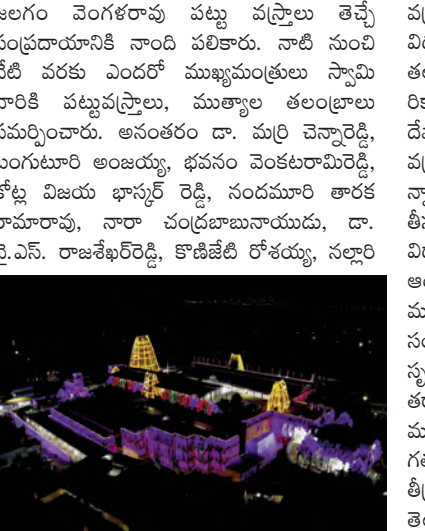 జలగం వెంగళరావు పట్టు వస్త్రాలు తెచ్చే
సంప్రదాయానికి నాంది పలికారు. నాటి నుంచి
నేటి వరకు ఎందరో ముఖ్యమంత్రులు స్వామి
వారికి పట్టువస్త్రాలు, ముత్యాల తలంబ్రాలు
సమర్పించారు. అనంతరం డా. మర్రి చెన్నారెడ్డి,
టంగుటూరి అంజయ్య, భవనం వెంకటరామిరెడ్డి,
కోట్ల విజయ భాస్కర్ రెడ్డి, నందమూరి తారక
రామారావు, నారా చంద్రబాబునాయుడు, డా.
వై.ఎస్. రాజశేఖర్‌రెడ్డి, కొణిజేటి రోశయ్య, నల్లారి